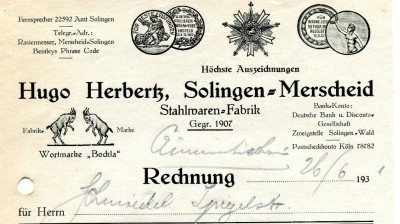 Fernsprecher 22592 Amt Solingen
Telegr.-Adr.:
Rasiermesser, Merscheid-Solingen
Bentleys Phrase Code
Höchste Auszeichnungen
Hugo Herbertz, Solingen-Merscheid
Stahlwaren-Fabrik
Gegr. 1907
Bank-Konto:
Deutsche Bank u. Disconto-
Gesellschaft
Zweigstelle Solingen-Wald
Postscheckkonto Köln 78782
Fabrik- Marke
Wortmarke „Bockla"
Rechnung 26/6 193
für Herrn